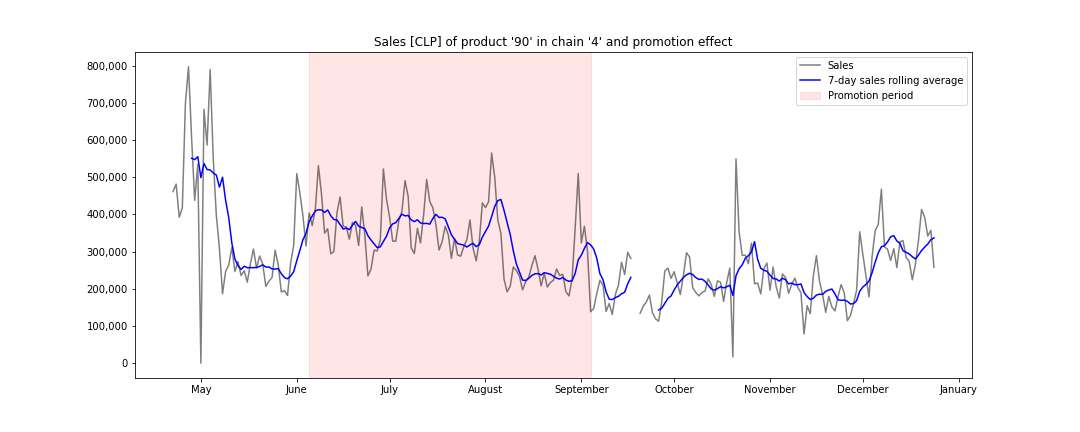 Sales [CLP] of product '90' in chain '4' and promotion effect
Sales
7-day sales rolling average
Promotion period
800,000
700,000
600,000
500,000
400,000
300,000
200,000
100,000
0
May June July August September October November December January